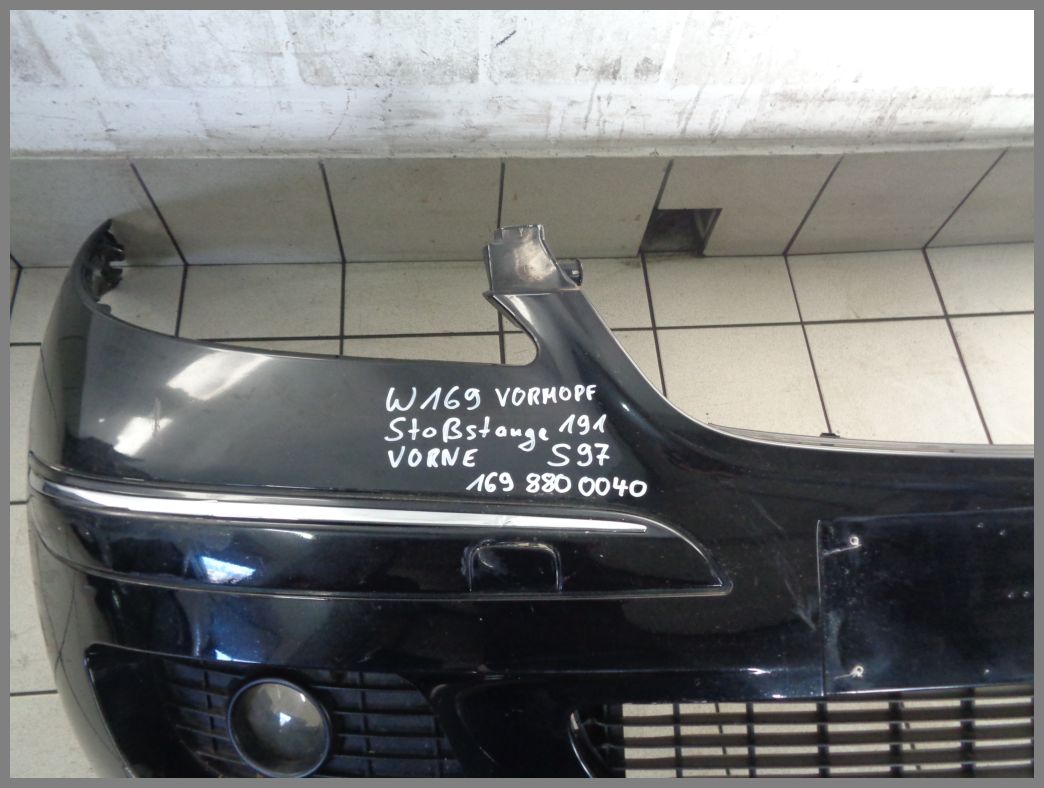 W169 VORMOPF
Stoßstange 191
VORNE S97
169 880 0040